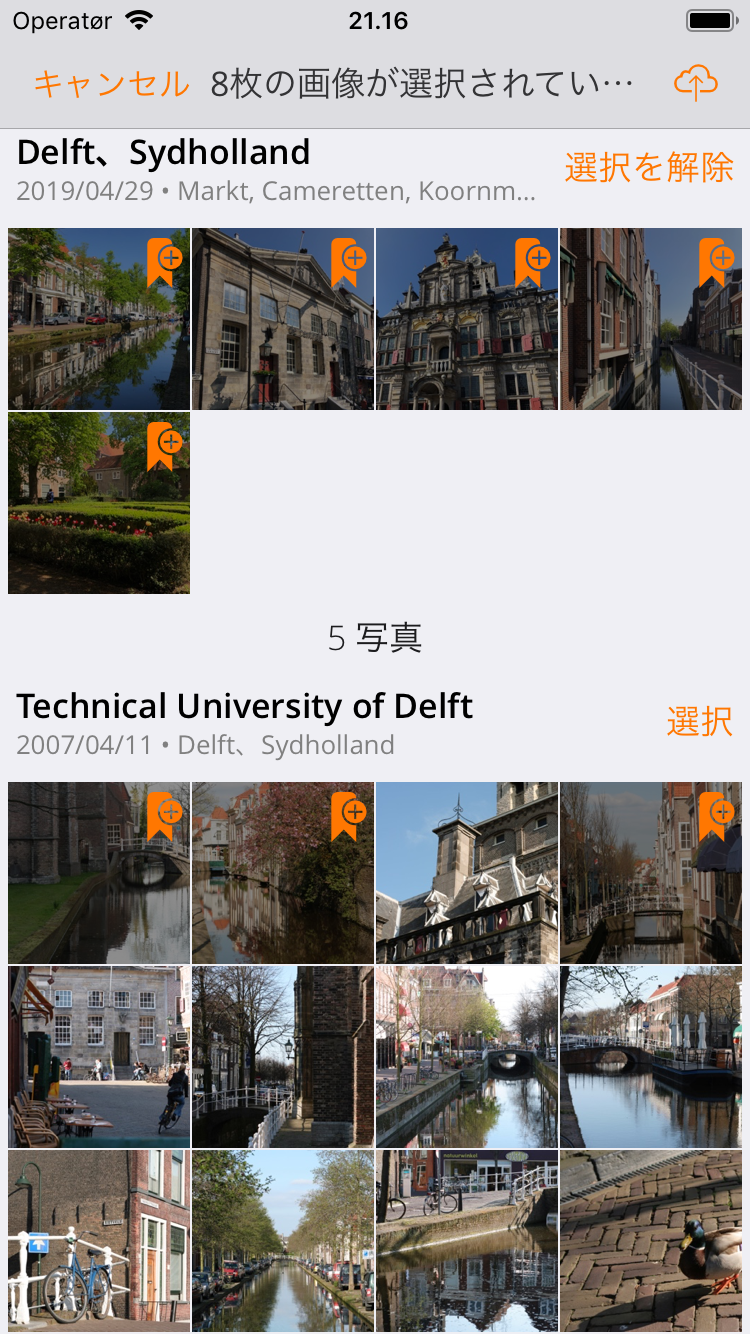 Operatør 21.16
キャンセル 8枚の画像が選択されてい…
Delft、Sydholland
選択を解除
2019/04/29 • Markt, Cameretten, Koornm…
5 写真
Technical University of Delft
選択
2007/04/11 • Delft、Sydholland